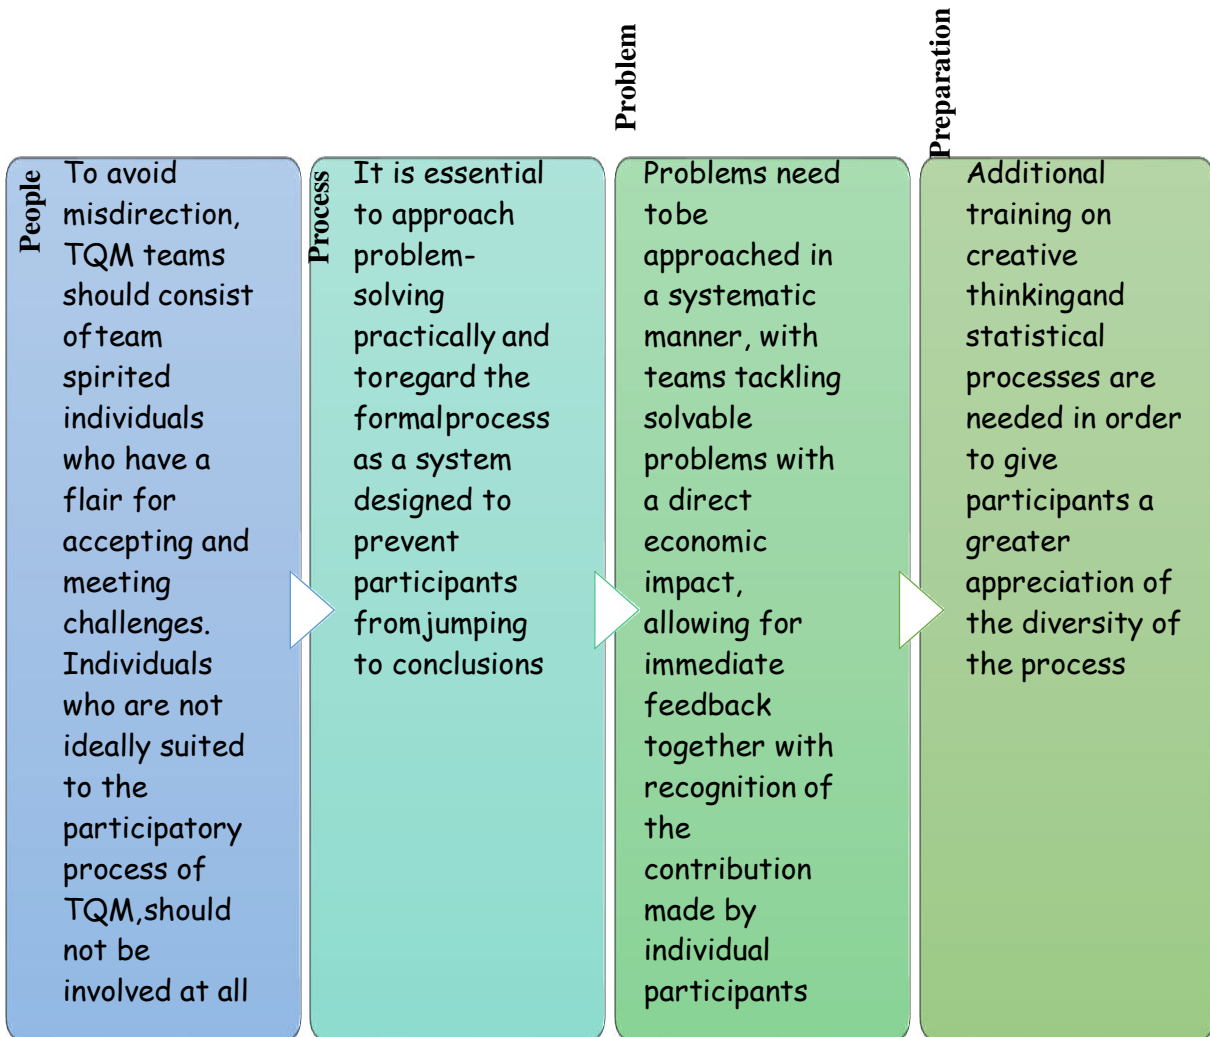 People
To avoid
misdirection,
TQM teams
should consist
ofteam
spirited
individuals
who have a
flair for
accepting and
meeting
challenges.
Individuals
who are not
ideally suited
to the
participatory
process of
TQM,should
not be
involved at all
Process
It is essential
to approach
problem-
solving
practically and
toregard the
formalprocess
as a system
designed to
prevent
participants
fromjumping
to conclusions
Problem
Problems need
tobe
approached in
a systematic
manner, with
teams tackling
solvable
problems with
a direct
economic
impact,
allowing for
immediate
feedback
together with
recognition of
the
contribution
made by
individual
participants
Preparation
Additional
training on
creative
thinkingand
statistical
processes are
needed in order
to give
participants a
greater
appreciation of
the diversity of
the process